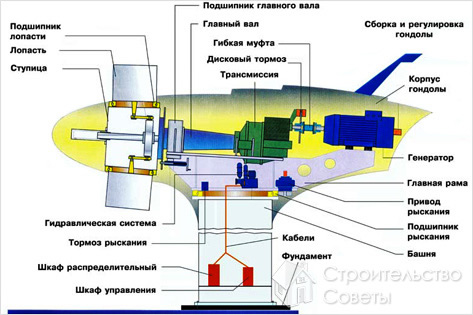 Подшипник главного вала
Подшипник
лопасти
Главный вал
Сборка и регулировка
гондолы
Гибкая муфта
Лопасть
Дисковый тормоз
Ступица
Трансмиссия
Корпус
гондолы
Генератор
Главная рама
Гидравлическая система
Привод
рыскания
Тормоз рыскания
Подшипник
рыскания
Кабели
Башня
Шкаф распределительный
Фундамент
Шкаф управления
Строительство
Советы